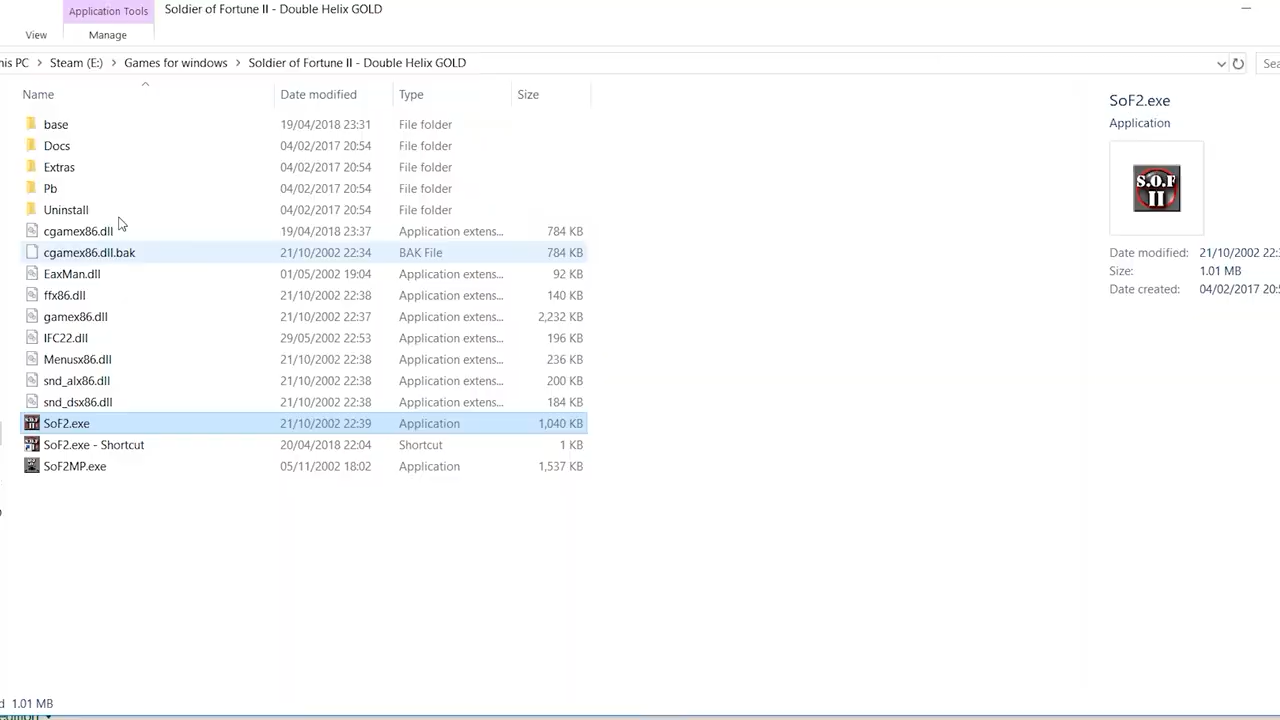 Application Tools Soldier of Fortune II - Double Helix GOLD
View Manage
his PC > Steam (E:) > Games for windows > Soldier of Fortune II - Double Helix GOLD Sea
Name Date modified Type Size
base 19/04/2018 23:31 File folder
Docs 04/02/2017 20:54 File folder
Extras 04/02/2017 20:54 File folder
Pb 04/02/2017 20:54 File folder
Uninstall 04/02/2017 20:54 File folder
cgamex86.dll 19/04/2018 23:37 Application extens... 784 KB
cgamex86.dll.bak 21/10/2002 22:34 BAK File 784 KB
EaxMan.dll 01/05/2002 19:04 Application extens... 92 KB
ffx86.dll 21/10/2002 22:38 Application extens... 140 KB
gamex86.dll 21/10/2002 22:37 Application extens... 2,232 KB
IFC22.dll 29/05/2002 22:53 Application extens... 196 KB
Menusx86.dll 21/10/2002 22:38 Application extens... 236 KB
snd_alx86.dll 21/10/2002 22:38 Application extens... 200 KB
snd_dsx86.dll 21/10/2002 22:38 Application extens... 184 KB
SoF2.exe 21/10/2002 22:39 Application 1,040 KB
SoF2.exe - Shortcut 20/04/2018 22:04 Shortcut 1 KB
SoF2MP.exe 05/11/2002 18:02 Application 1,537 KB
SoF2.exe
Application
S.O.F
II
Date modified: 21/10/2002 22:3
Size: 1.01 MB
Date created: 04/02/2017 20:5
d 1.01 MB